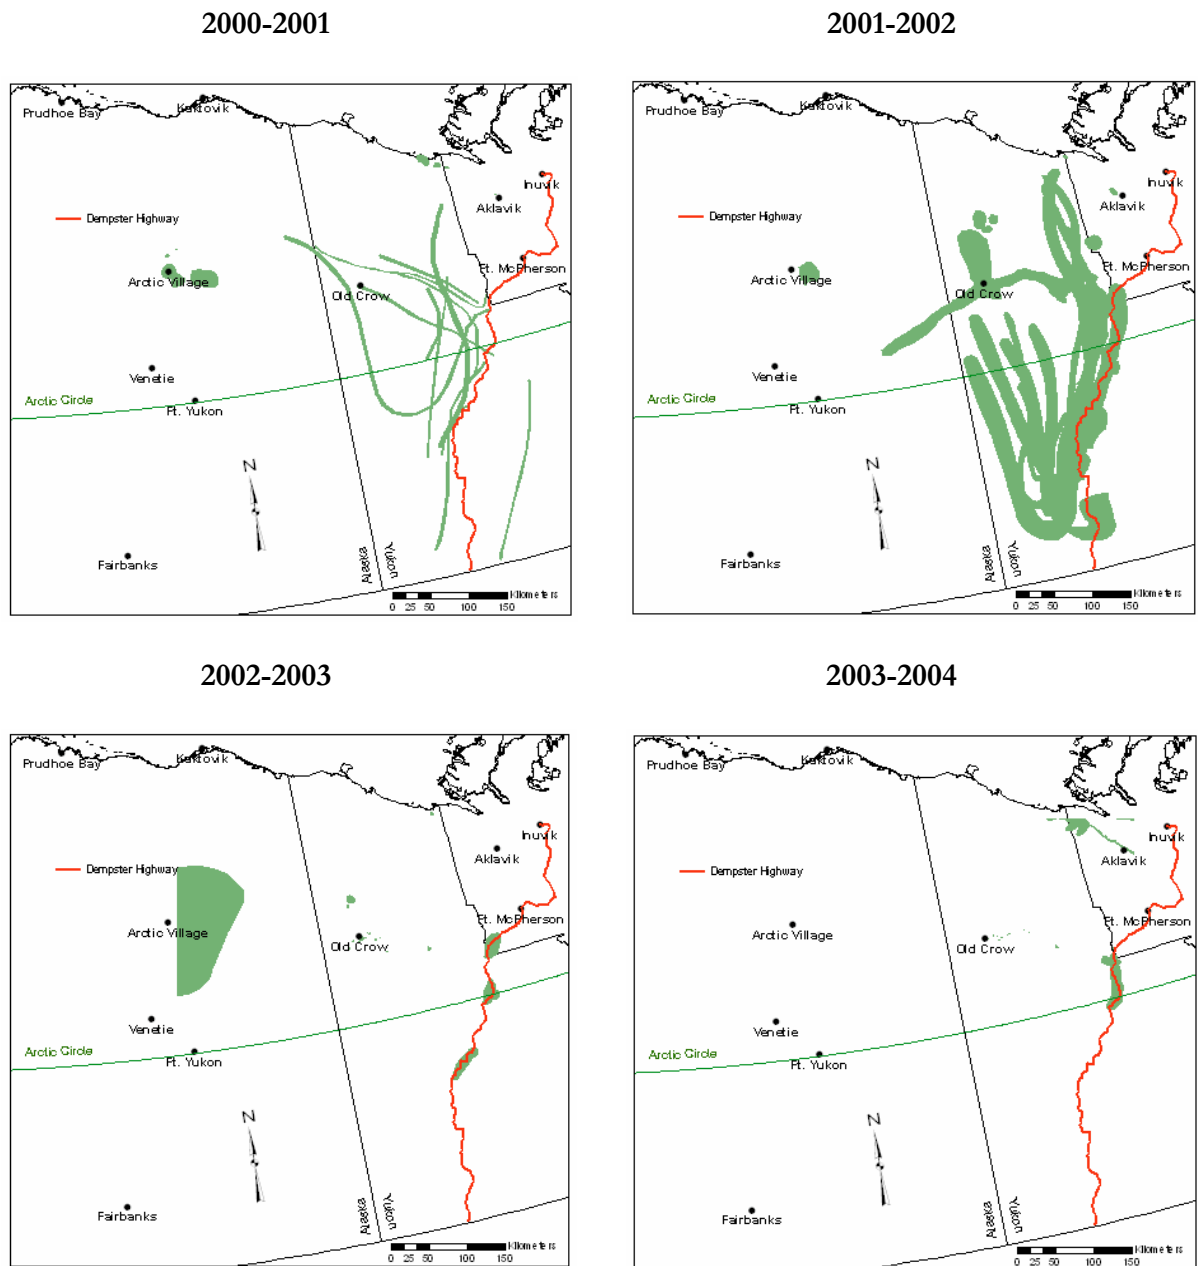 2000-2001
2001-2002
Prudhoe Bay
Kaktovik
Inuvik
Aklavik
Dempster Highway
Ft. McPherson
Arctic Village
Old Crow
Venetie
Arctic Circle
Ft. Yukon
N
Fairbanks
Alaska
Yukon
Kilometers
0 25 50 100 150
Prudhoe Bay
Kaktovik
Inuvik
Aklavik
Dempster Highway
Ft. McPherson
Arctic Village
Old Crow
Venetie
Arctic Circle
Ft. Yukon
N
Fairbanks
Alaska
Yukon
Kilometers
0 25 50 100 150
2002-2003
2003-2004
Prudhoe Bay
Kaktovik
Inuvik
Aklavik
Dempster Highway
Ft. McPherson
Arctic Village
Old Crow
Venetie
Arctic Circle
Ft. Yukon
N
Fairbanks
Alaska
Yukon
Kilometers
0 25 50 100 150
Prudhoe Bay
Kaktovik
Inuvik
Aklavik
Dempster Highway
Ft. McPherson
Arctic Village
Old Crow
Venetie
Arctic Circle
Ft. Yukon
N
Fairbanks
Alaska
Yukon
Kilometers
0 25 50 100 150